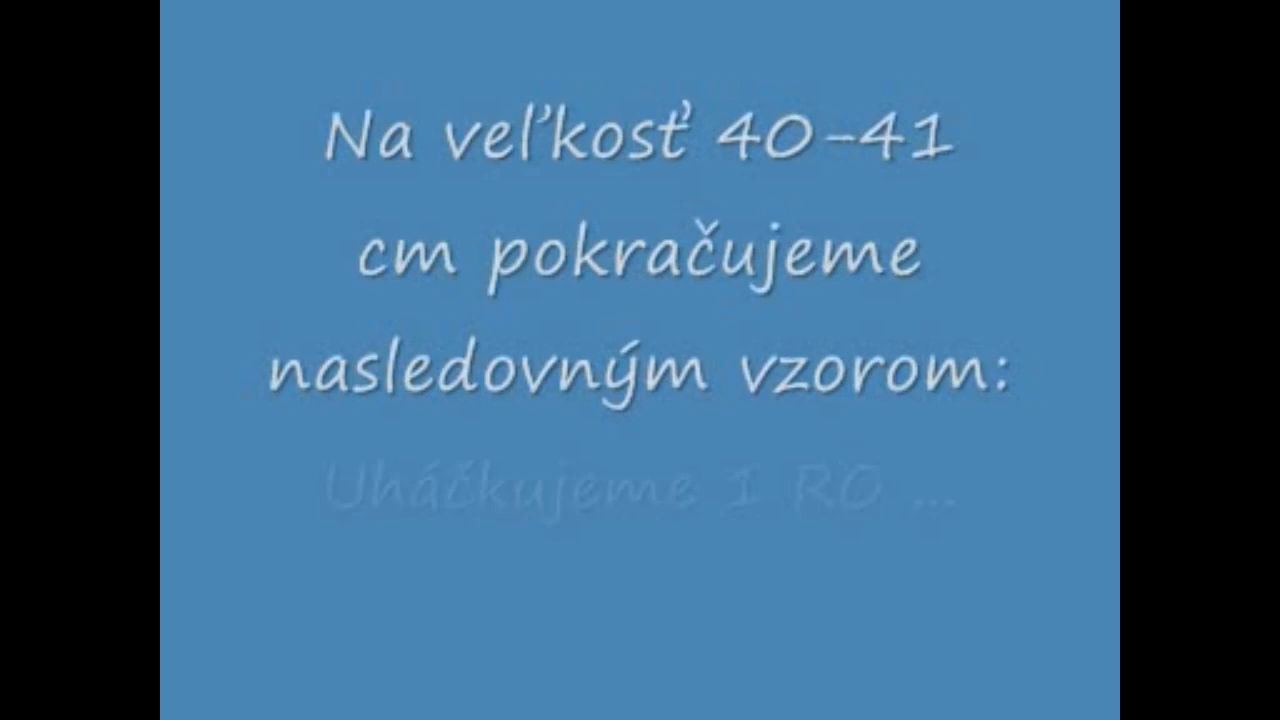 Na veľkosť 40-41
cm pokračujeme
nasledovným vzorom:
Uháčkujeme 1 RO ...